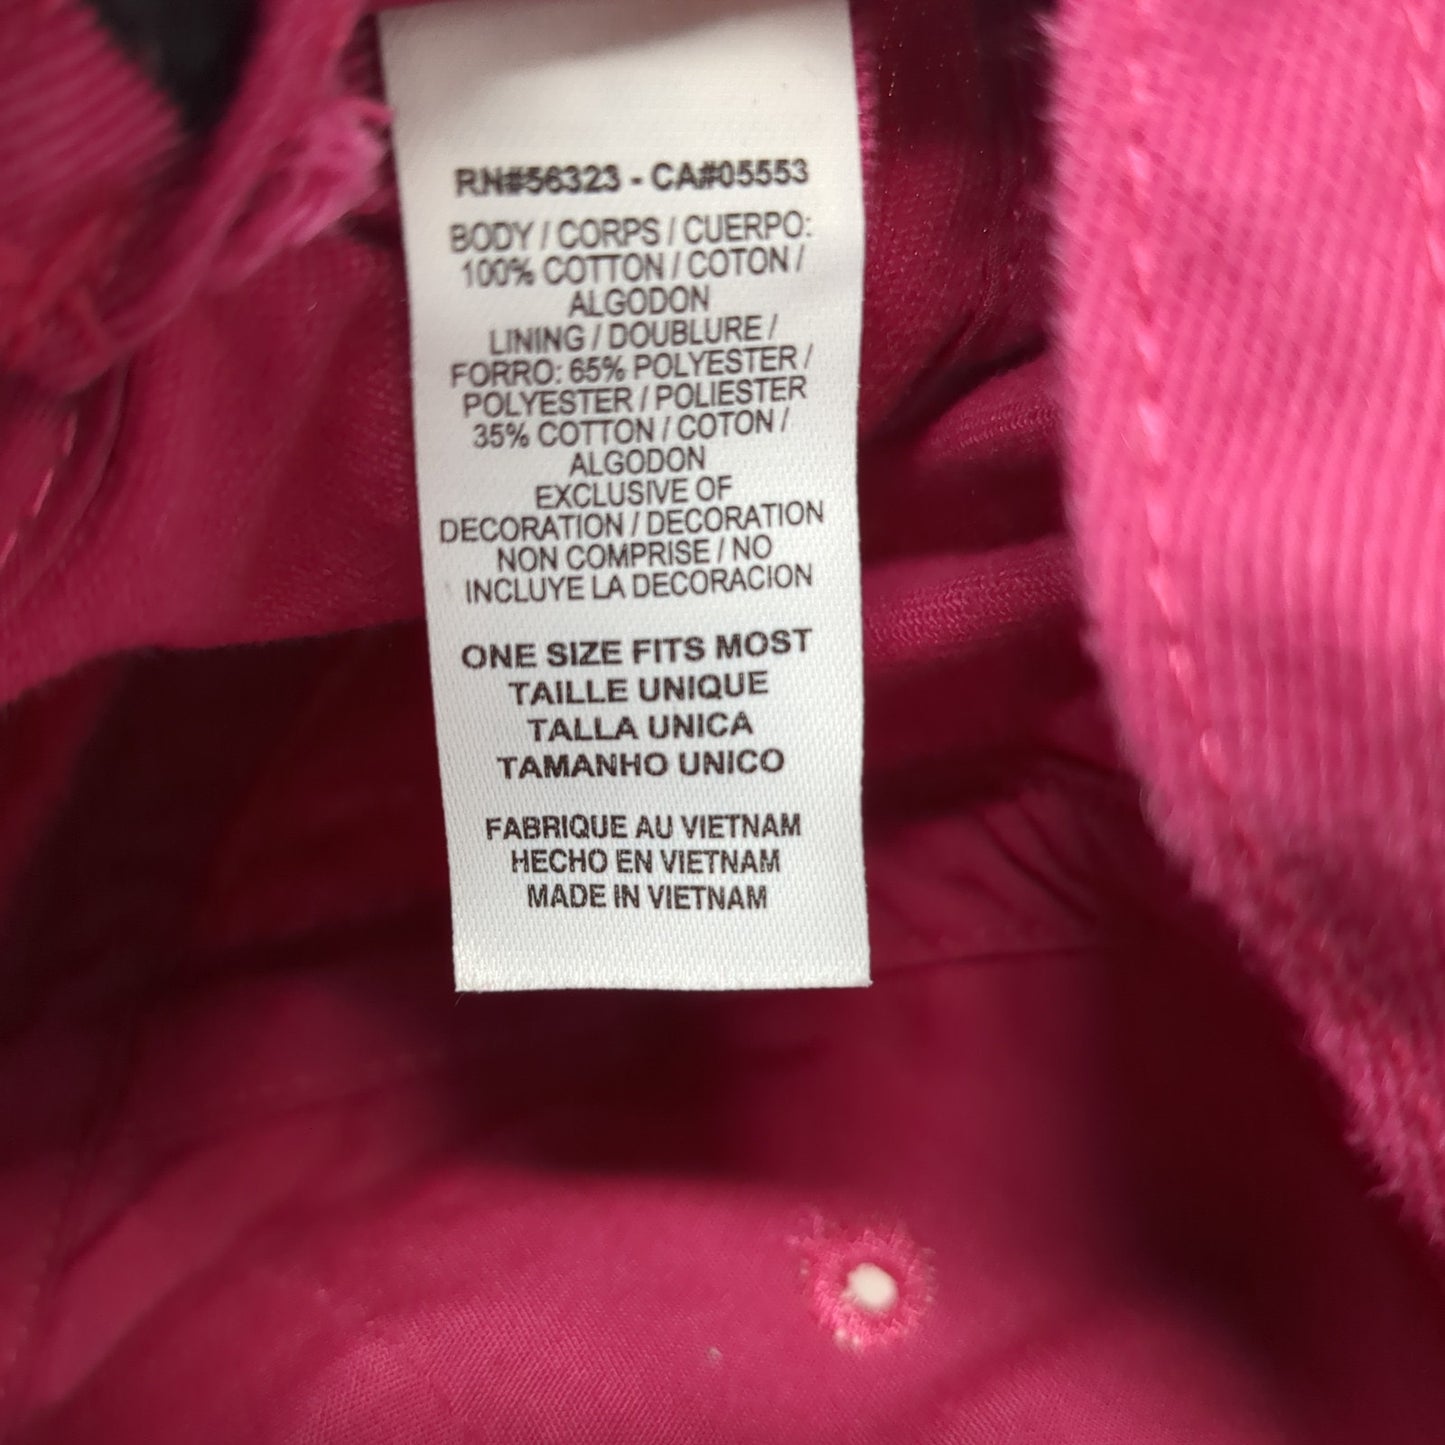 RN#56323 - CA#05553
BODY / CORPS / CUERPO:
100% COTTON / COTON /
ALGODON
LINING / DOUBLURE /
FORRO: 65% POLYESTER /
POLYESTER / POLIESTER
35% COTTON / COTON /
ALGODON
EXCLUSIVE OF
DECORATION / DECORATION
NON COMPRISE / NO
INCLUYE LA DECORACION
ONE SIZE FITS MOST
TAILLE UNIQUE
TALLA UNICA
TAMANHO UNICO
FABRIQUE AU VIETNAM
HECHO EN VIETNAM
MADE IN VIETNAM